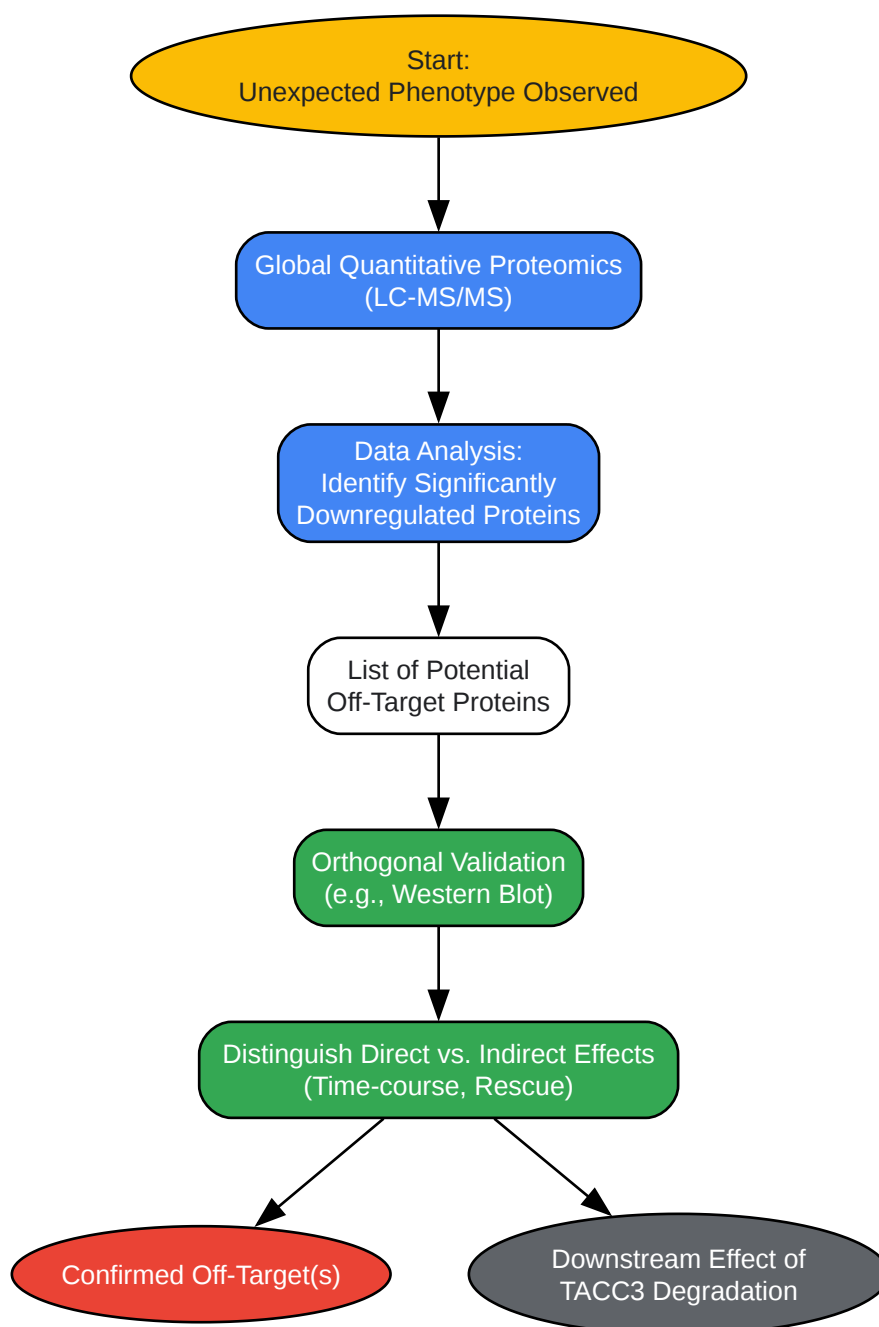 Start:
Unexpected Phenotype Observed
Global Quantitative Proteomics
(LC-MS/MS)
Data Analysis:
Identify Significantly
Downregulated Proteins
List of Potential
Off-Target Proteins
Orthogonal Validation
(e.g., Western Blot)
Distinguish Direct vs. Indirect Effects
(Time-course, Rescue)
Confirmed Off-Target(s)
Downstream Effect of
TACC3 Degradation